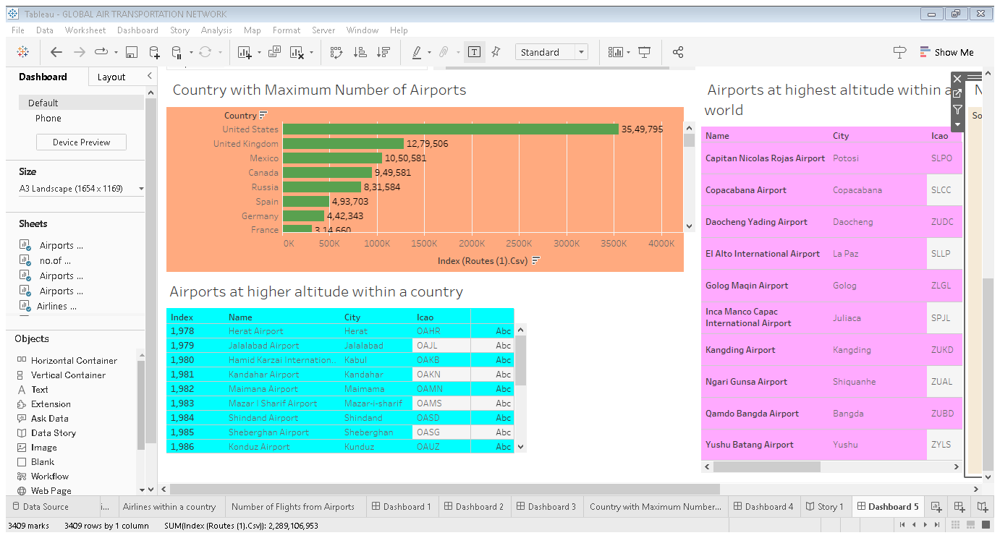 Tableau - GLOBAL AIR TRANSPORTATION NETWORK
File Data Worksheet Dashboard Story Analysis Map Format Server Window Help
Standard
Show Me
Dashboard Layout
Default
Phone
Device Preview
Size
A3 Landscape (1654 x 1169)
Sheets
Airports ...
no.of ...
Airports ...
Airports ...
Airlines ...
Objects
Horizontal Container
Vertical Container
Text
Extension
Ask Data
Data Story
Image
Blank
Workflow
Web Page
Country with Maximum Number of Airports
Country
United States 35,49,795
United Kingdom 12,79,506
Mexico 10,50,581
Canada 9,49,581
Russia 8,31,584
Spain 4,93,703
Germany 4,42,343
France 3,14,660
0K 500K 1000K 1500K 2000K 2500K 3000K 3500K 4000K
Index (Routes (1).Csv)
Airports at higher altitude within a country
Index Name City Icao
1,978 Herat Airport Herat OAHR Abc
1,979 Jalalabad Airport Jalalabad OAJL Abc
1,980 Hamid Karzai Internation.. Kabul OAKB Abc
1,981 Kandahar Airport Kandahar OAKN Abc
1,982 Maimana Airport Maimama OAMN Abc
1,983 Mazar I Sharif Airport Mazar-i-sharif OAMS Abc
1,984 Shindand Airport Shindand OASD Abc
1,985 Sheberghan Airport Sheberghan OASG Abc
1,986 Konduz Airport Kunduz OAUZ Abc
Airports at highest altitude within a
world
Name City Icao
Capitan Nicolas Rojas Airport Potosi SLPO
Copacabana Airport Copacabana SLCC
Daocheng Yading Airport Daocheng ZUDC
El Alto International Airport La Paz SLLP
Golog Maqin Airport Golog ZLGL
Inca Manco Capac
International Airport Juliaca SPJL
Kangding Airport Kangding ZUKD
Ngari Gunsa Airport Shiquanhe ZUAL
Qamdo Bangda Airport Bangda ZUBD
Yushu Batang Airport Yushu ZYLS
N
So
Data Source i... Airlines within a country Number of Flights from Airports Dashboard 1 Dashboard 2 Dashboard 3 Country with Maximum Number... Dashboard 4 Story 1 Dashboard 5
3409 marks 3409 rows by 1 column SUM(Index (Routes (1).Csv)): 2,289,106,953